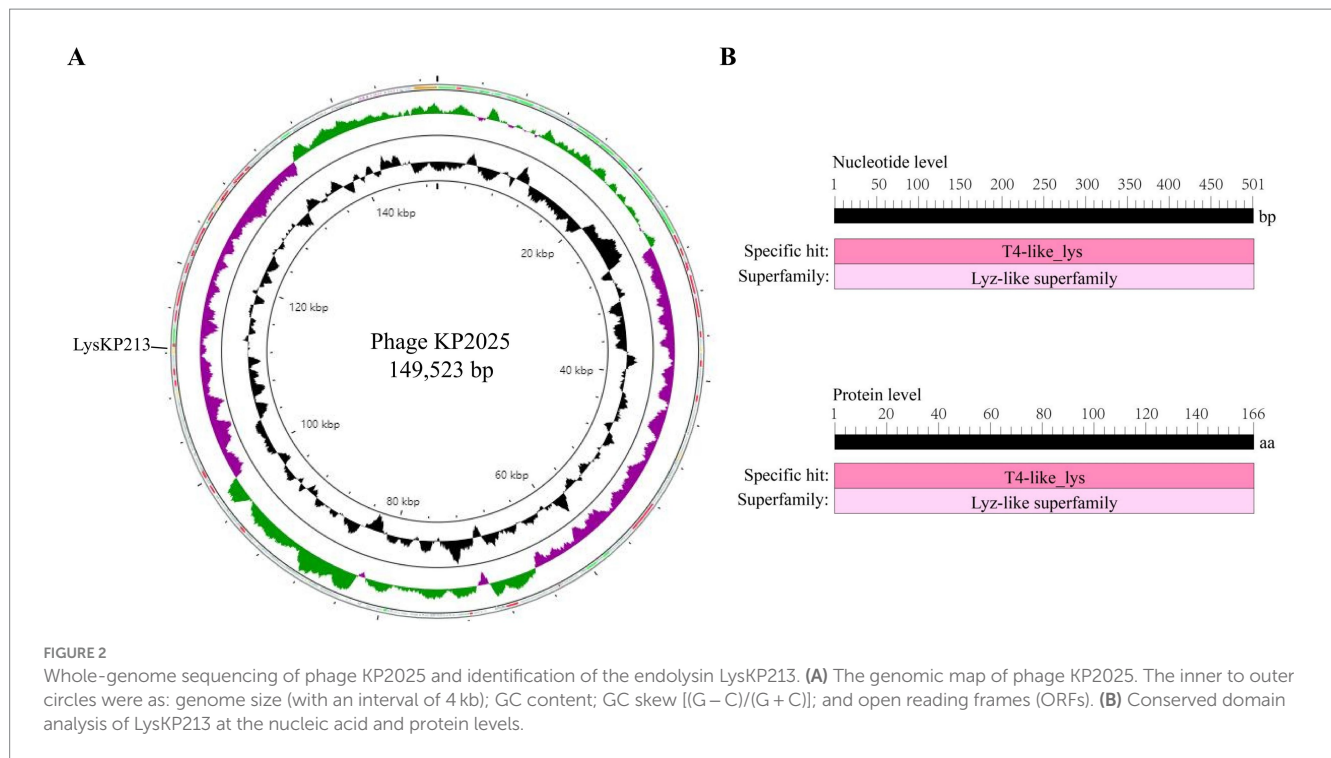 A
B
140 kbp
20 kbp
120 kbp
LysKP213
Phage KP2025
149,523 bp
40 kbp
100 kbp
60 kbp
80 kbp
Nucleotide level
1 50 100 150 200 250 300 350 400 450 501
bp
Specific hit: T4-like_lys
Superfamily: Lyz-like superfamily
Protein level
1 20 40 60 80 100 120 140 166
aa
Specific hit: T4-like_lys
Superfamily: Lyz-like superfamily
FIGURE 2
Whole-genome sequencing of phage KP2025 and identification of the endolysin LysKP213. (A) The genomic map of phage KP2025. The inner to outer
circles were as: genome size (with an interval of 4 kb); GC content; GC skew [(G − C)/(G + C)]; and open reading frames (ORFs). (B) Conserved domain
analysis of LysKP213 at the nucleic acid and protein levels.